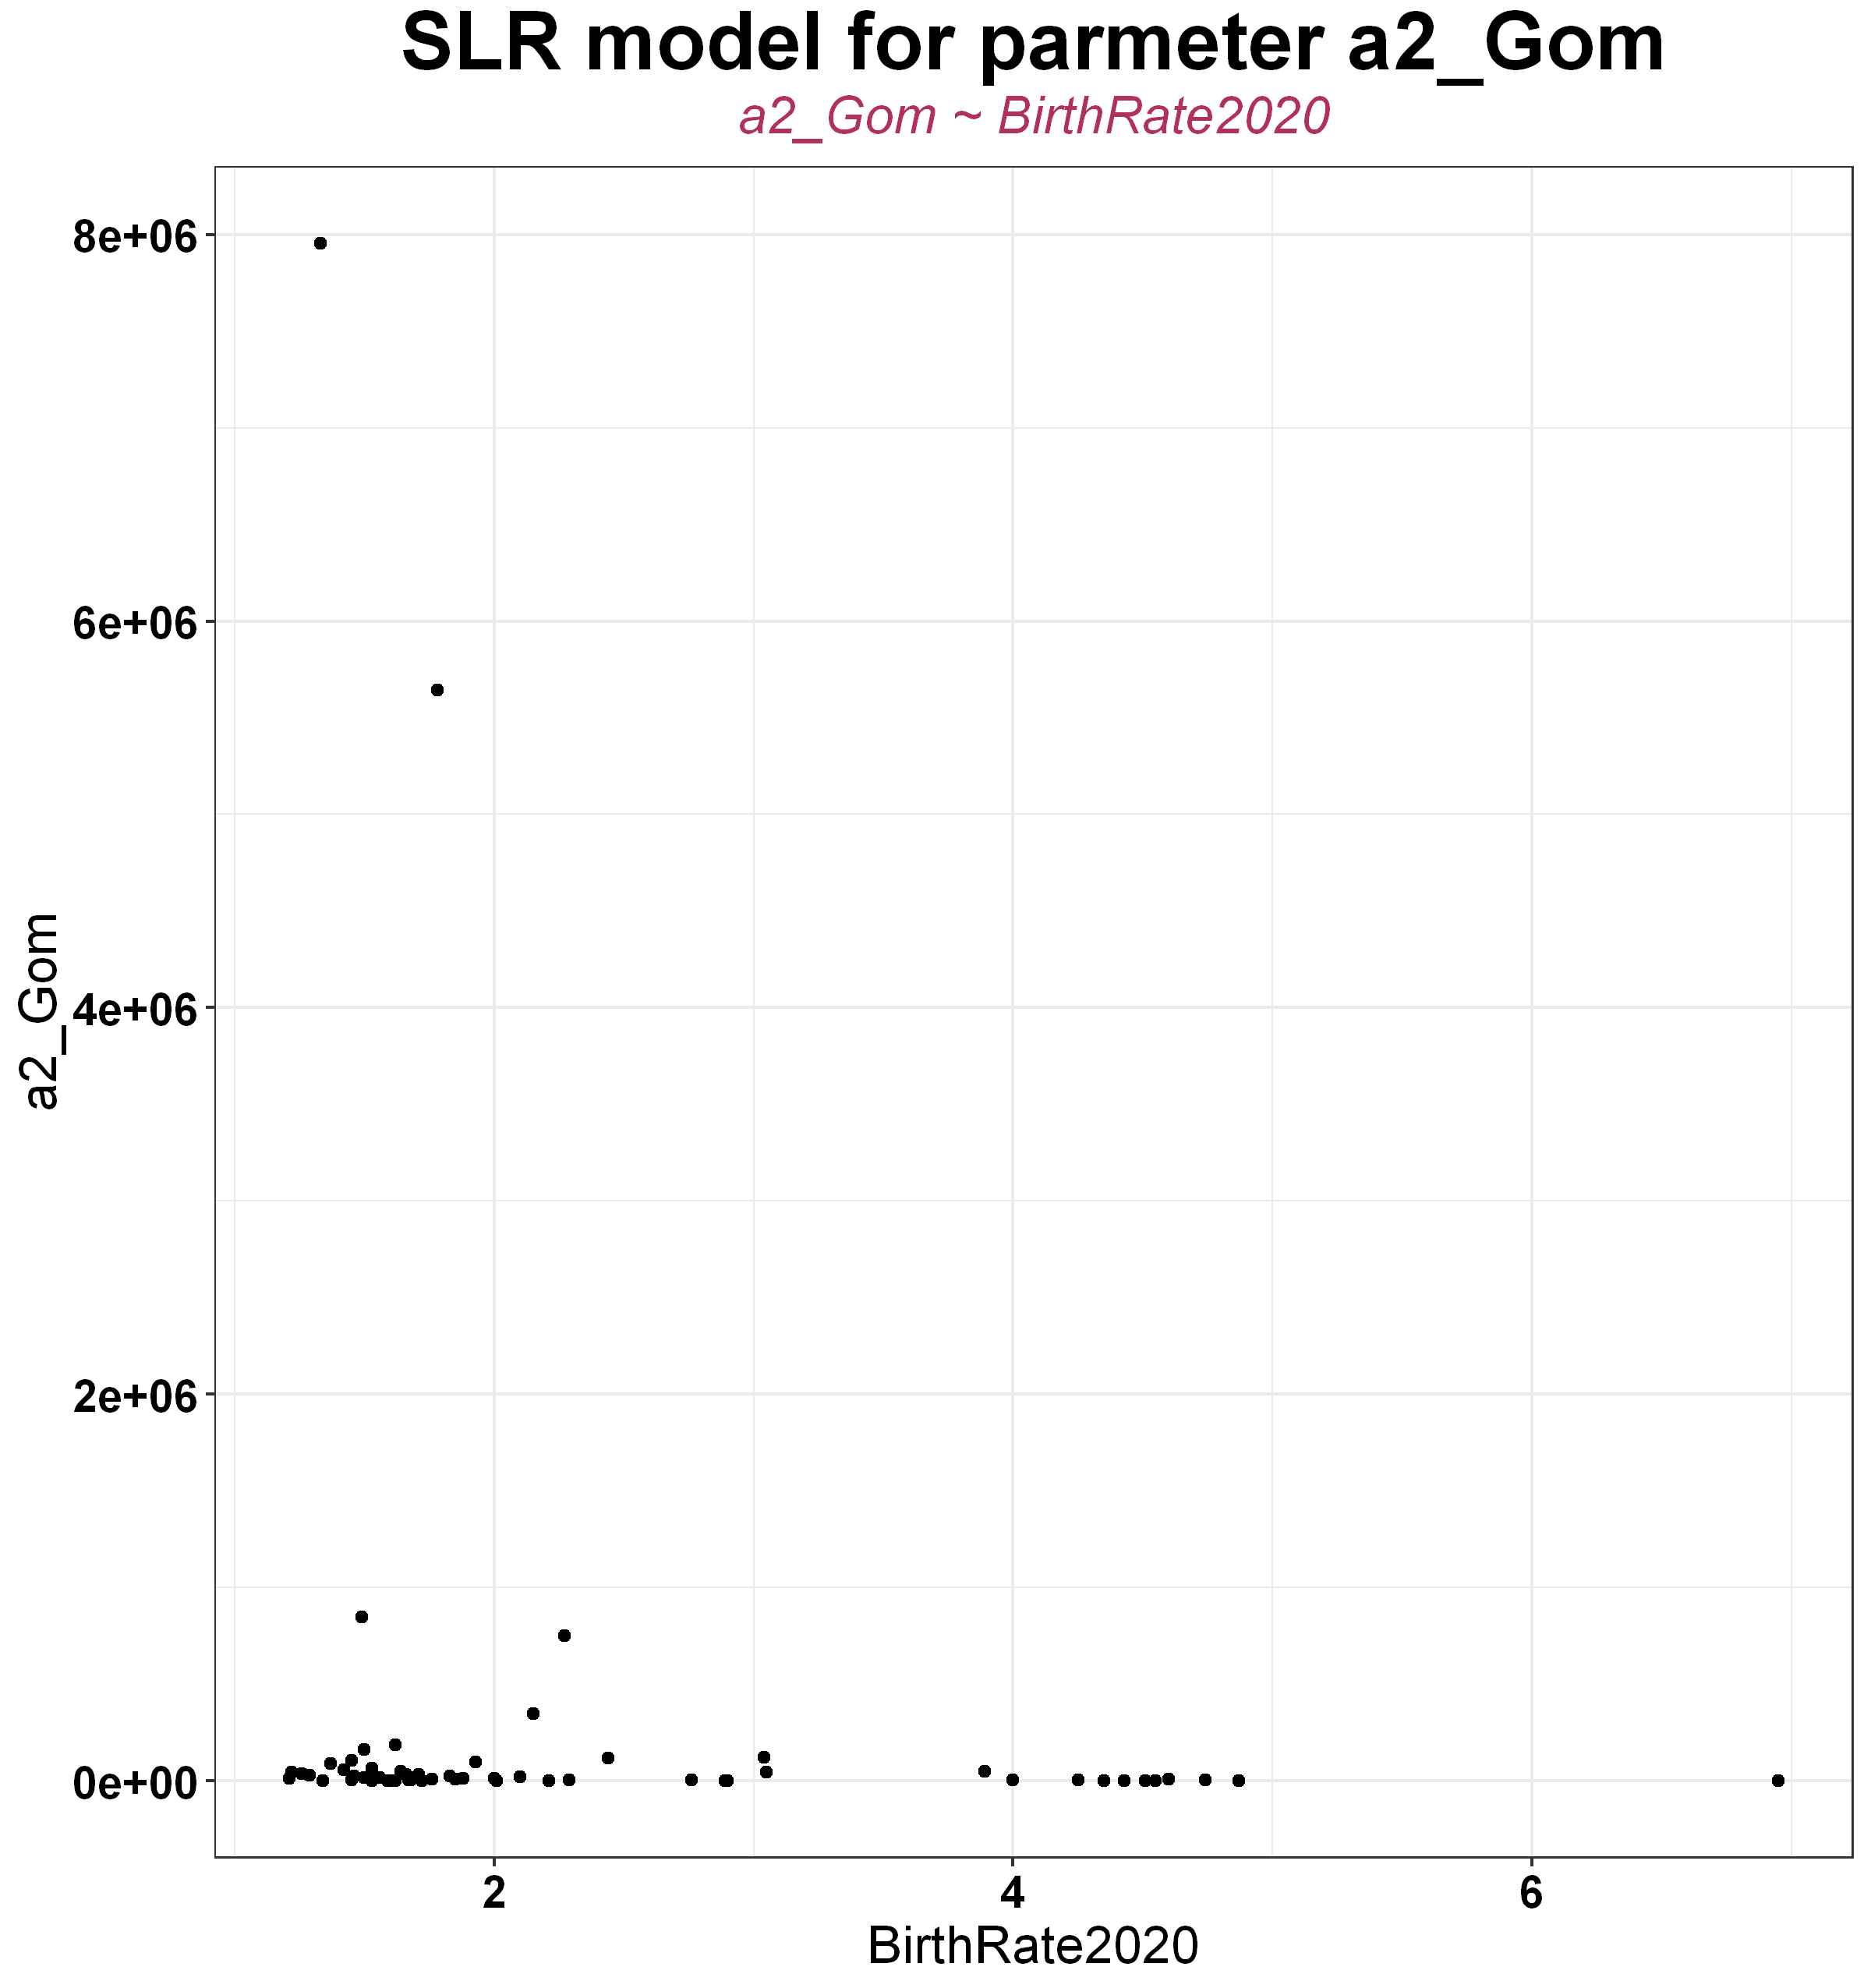 SLR model for parmeter a2_Gom
a2_Gom ~ BirthRate2020
8e+06
6e+06
4e+06
2e+06
0e+00
a2_Gom
2
4
6
BirthRate2020